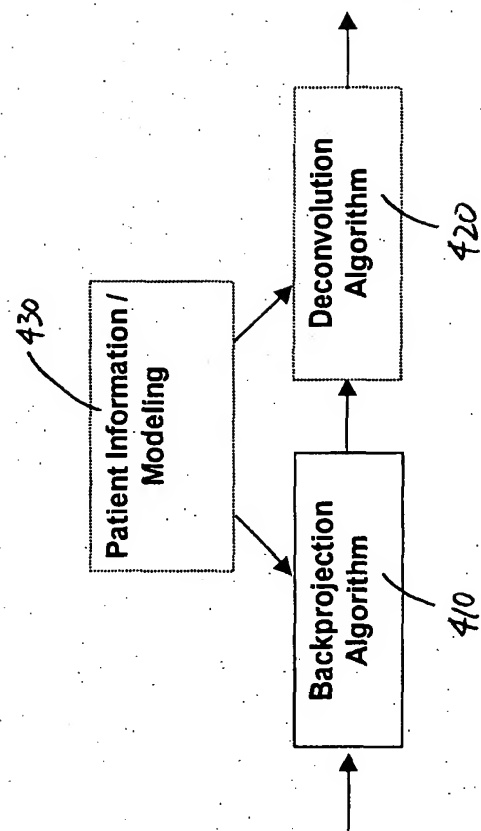 430
Patient Information /
Modeling
Backprojection
Algorithm
410
Deconvolution
Algorithm
420